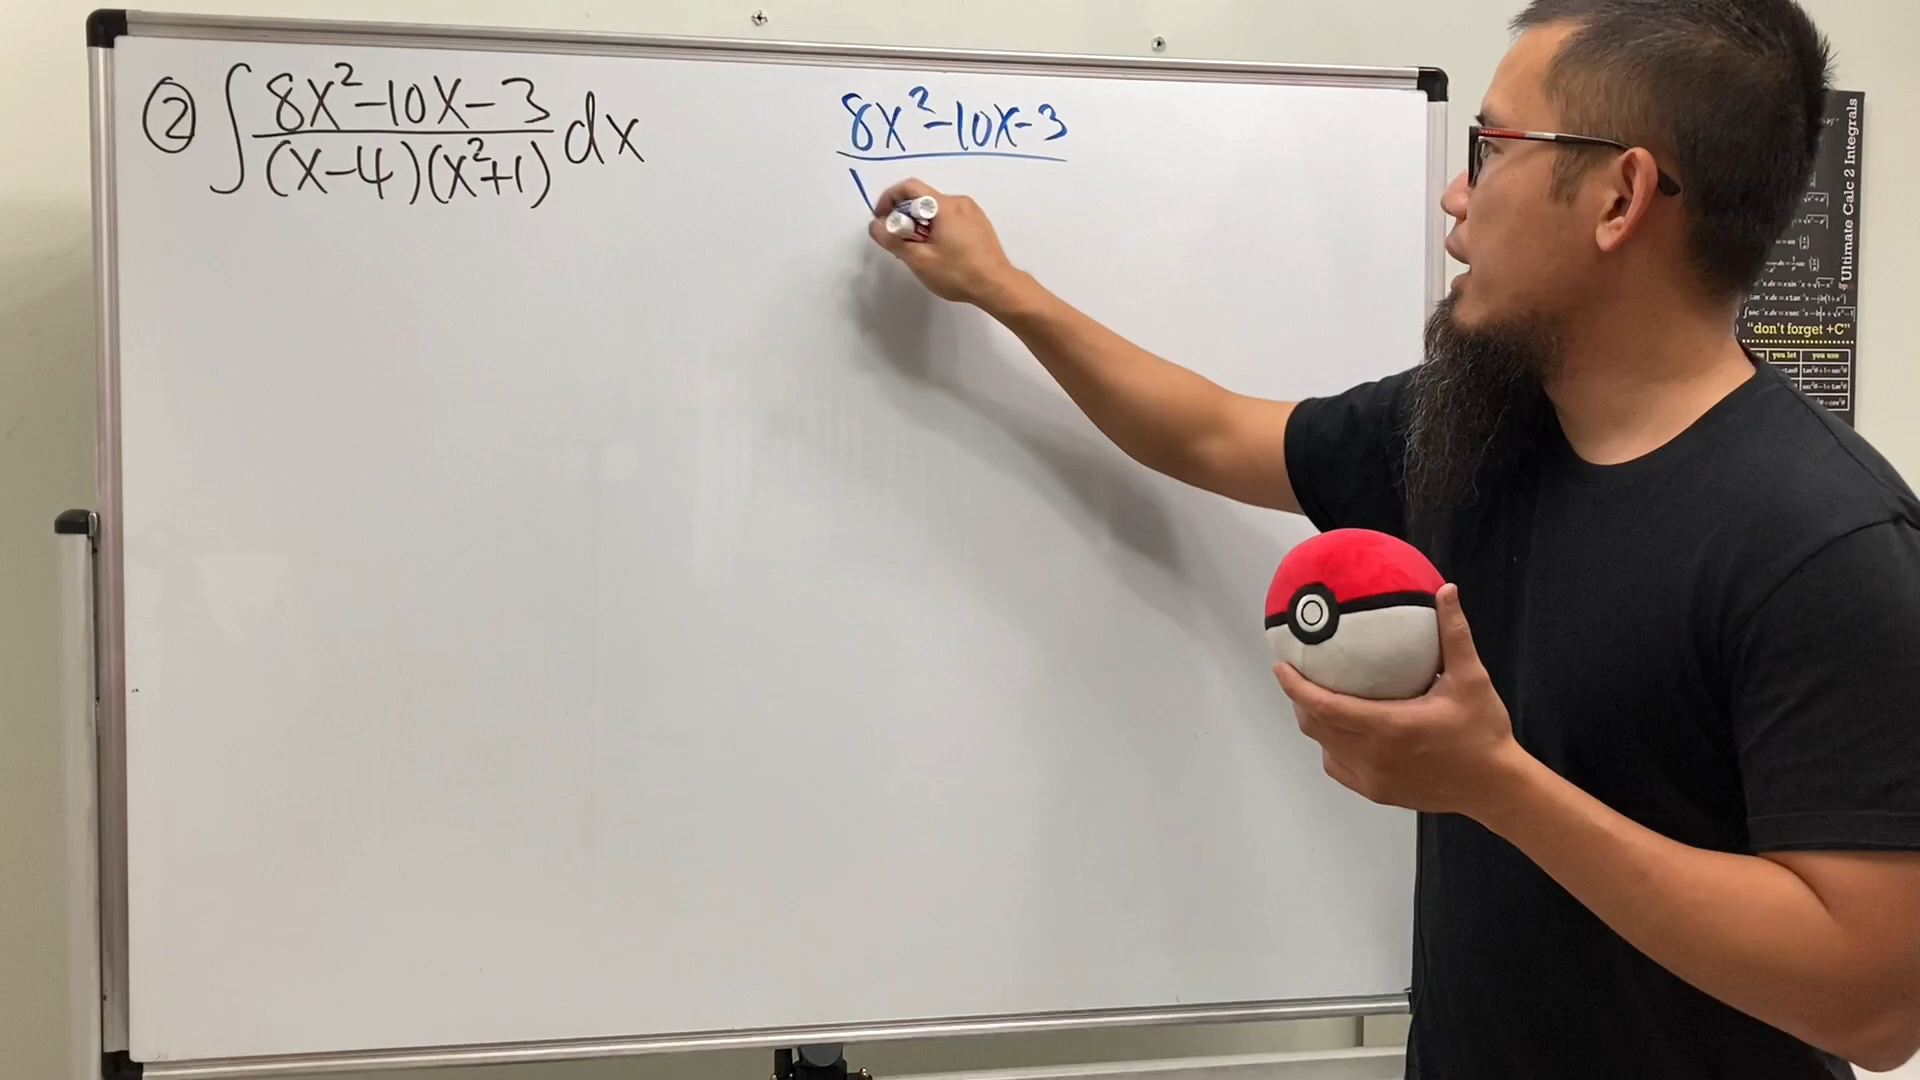 ② ∫ 8x²-10x-3 / (x-4)(x²+1) dx
8x²-10x-3
Ultimate Calc 2 Integrals
"don't forget +C"
you let you use